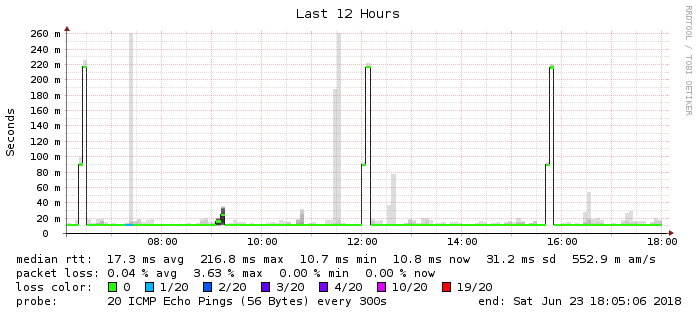 Last 12 Hours
RRDTOOL / TOBI OETIKER
Seconds
260 m
240 m
220 m
200 m
180 m
160 m
140 m
120 m
100 m
80 m
60 m
40 m
20 m
0
08:00 10:00 12:00 14:00 16:00 18:00
median rtt: 17.3 ms avg 216.8 ms max 10.7 ms min 10.8 ms now 31.2 ms sd 552.9 m am/s
packet loss: 0.04 % avg 3.63 % max 0.00 % min 0.00 % now
loss color: 0 1/20 2/20 3/20 4/20 10/20 19/20
probe: 20 ICMP Echo Pings (56 Bytes) every 300s end: Sat Jun 23 18:05:06 2018